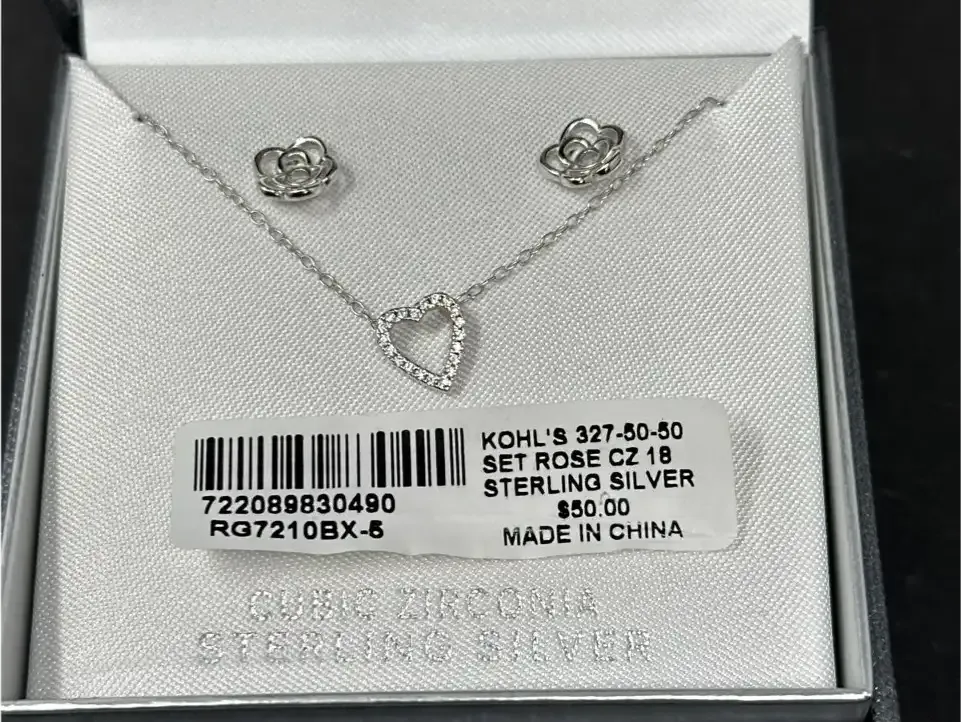 KOHL'S 327-50-50
SET ROSE CZ 18
STERLING SILVER
$50.00
MADE IN CHINA
722089830490
RG7210BX-5
CUBIC ZIRCONIA
STERLING SILVER